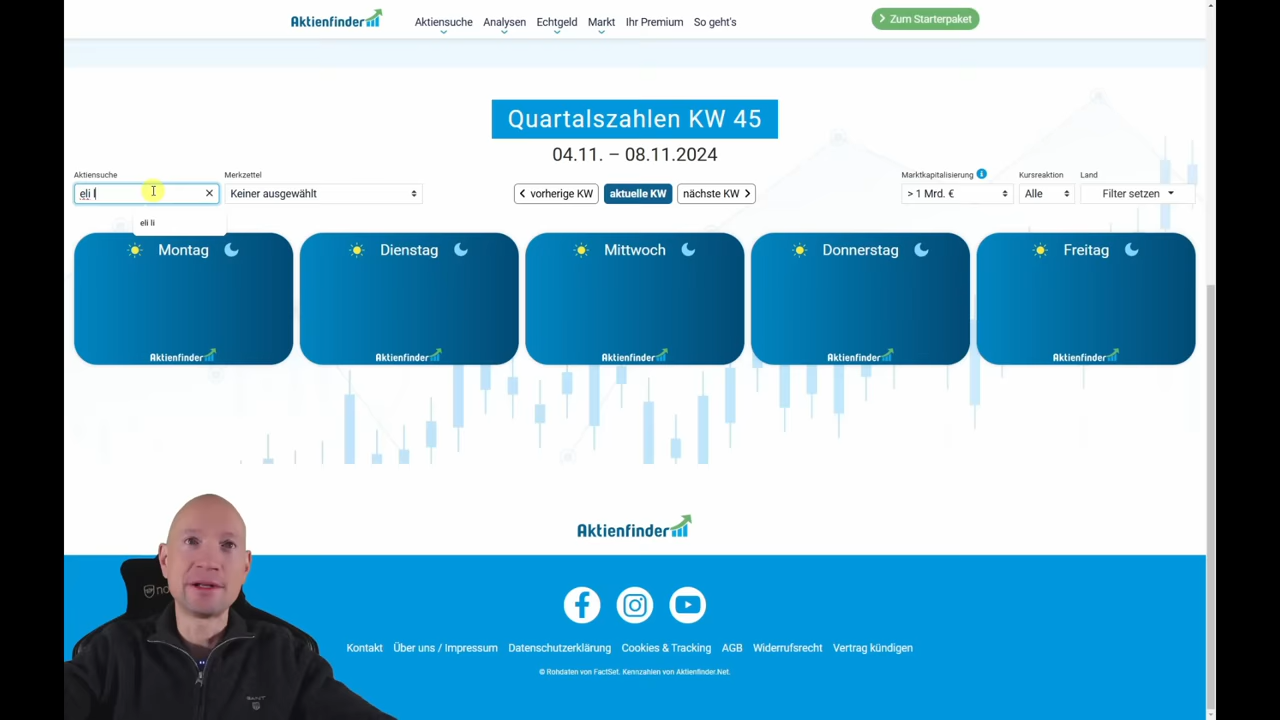 Aktienfinder
Aktiensuche
Analysen
Echtgeld
Markt
Ihr Premium
So geht's
Zum Starterpaket
Quartalszahlen KW 45
04.11. – 08.11.2024
Aktiensuche
Merkzettel
Marktkapitalisierung
Kursreaktion
Land
eli l
Keiner ausgewählt
vorherige KW
aktuelle KW
nächste KW
> 1 Mrd. €
Alle
Filter setzen
eli li
Montag
Dienstag
Mittwoch
Donnerstag
Freitag
Aktienfinder
Aktienfinder
Aktienfinder
Aktienfinder
Aktienfinder
Aktienfinder
Kontakt
Über uns / Impressum
Datenschutzerklärung
Cookies & Tracking
AGB
Widerrufsrecht
Vertrag kündigen
© Rohdaten von FactSet. Kennzahlen von Aktienfinder.Net.
GANT